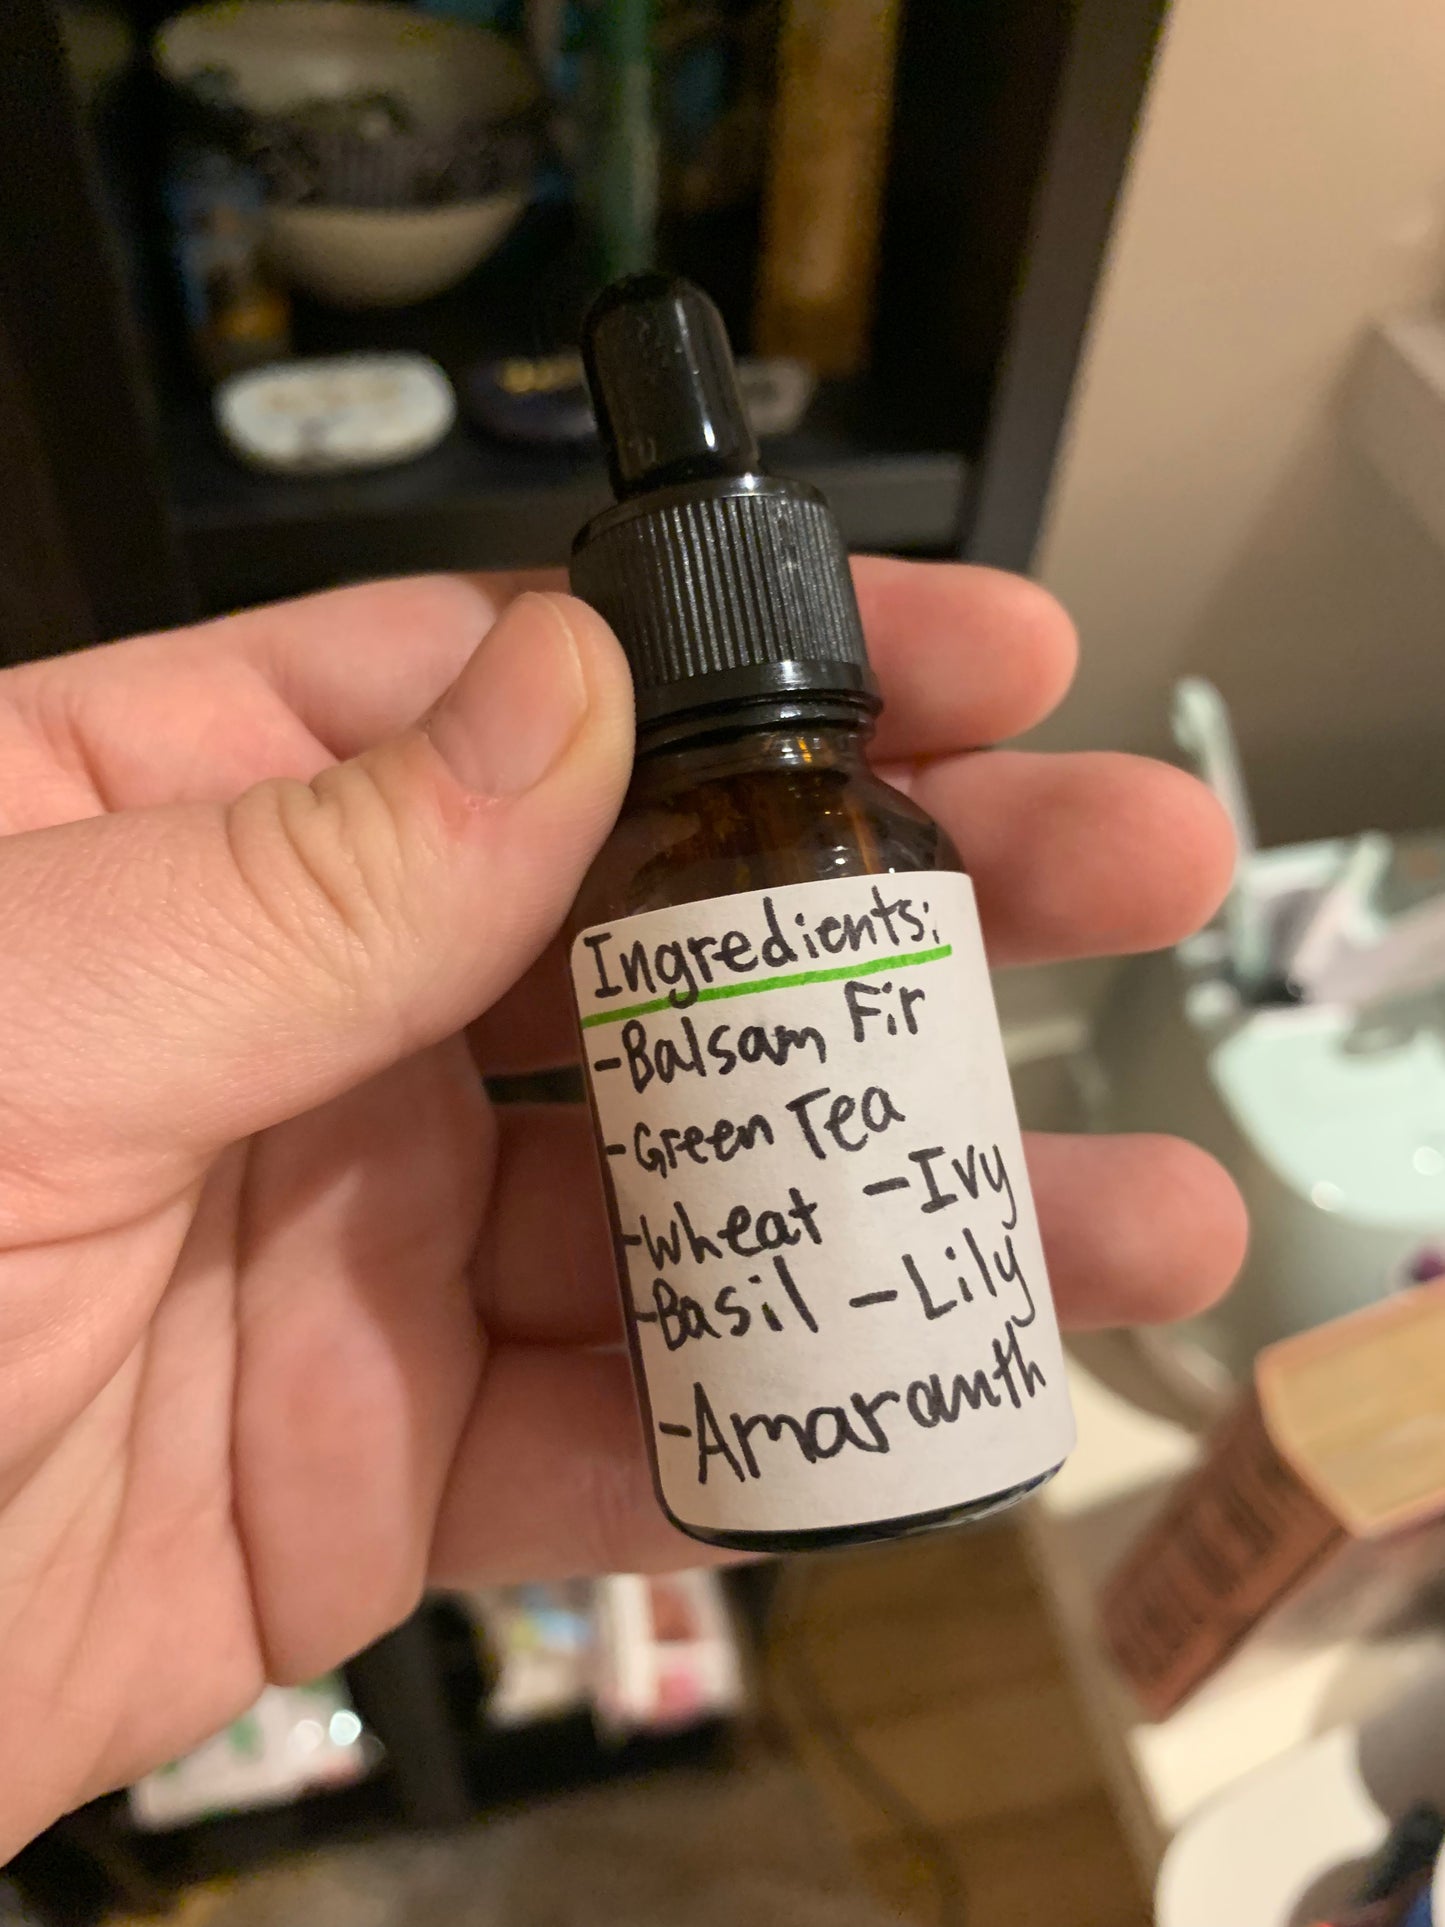 Ingredients:
-Balsam Fir
-Green Tea
-Wheat -Ivy
-Basil -Lily
-Amaranth